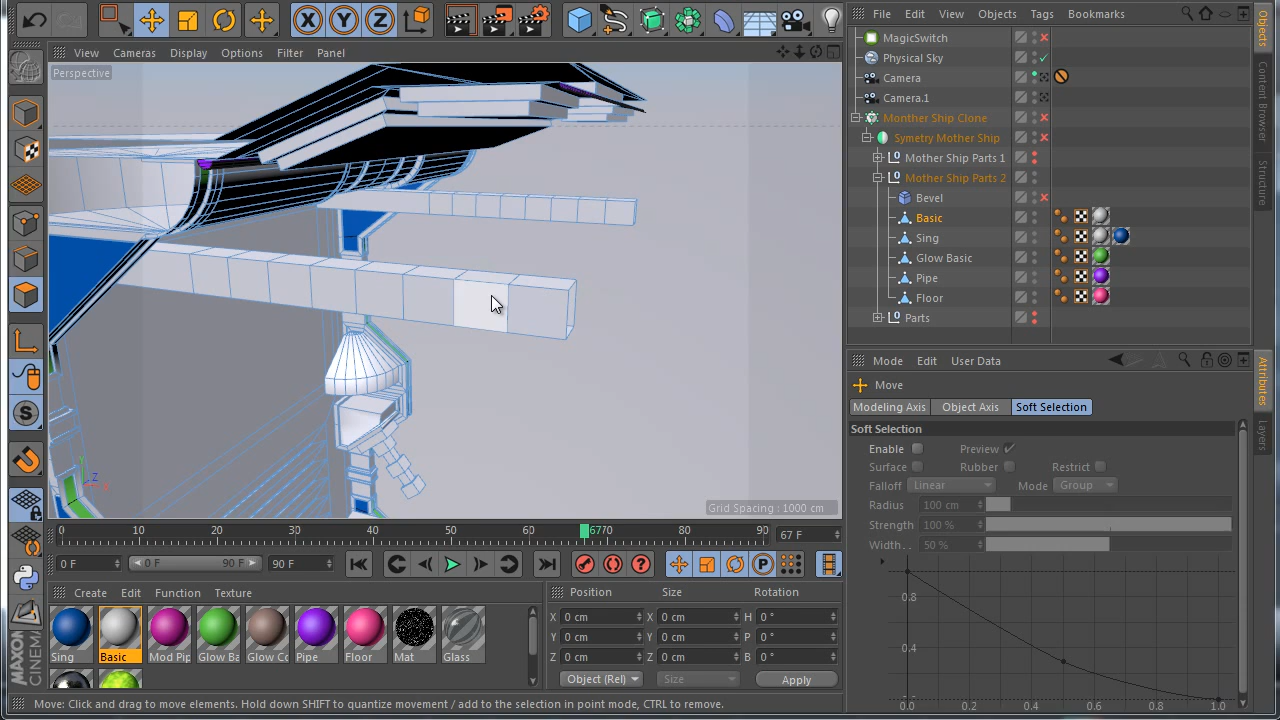 File Edit View Objects Tags Bookmarks
View Cameras Display Options Filter Panel
Perspective
MagicSwitch
Physical Sky
Camera
Camera.1
Monther Ship Clone
Symetry Mother Ship
Mother Ship Parts 1
Mother Ship Parts 2
Bevel
Basic
Sing
Glow Basic
Pipe
Floor
Parts
Objects
Content Browser
Structure
Mode Edit User Data
Move
Modeling Axis Object Axis Soft Selection
Soft Selection
Enable Preview
Surface Rubber Restrict
Falloff Linear Mode Group
Radius 100 cm
Strength 100 %
Width.. 50 %
0.8
0.4
0.0 0.2 0.4 0.6 0.8 1.0
Attributes
Layers
Grid Spacing : 1000 cm
0 10 20 30 40 50 60 6770 80 90 67 F
0 F 0 F 90 F 90 F
Create Edit Function Texture
Sing Basic Mod Pip Glow Ba Glow Co Pipe Floor Mat Glass
Position Size Rotation
X 0 cm X 0 cm H 0 °
Y 0 cm Y 0 cm P 0 °
Z 0 cm Z 0 cm B 0 °
Object (Rel) Size Apply
MAXON
CINEMA
Move: Click and drag to move elements. Hold down SHIFT to quantize movement / add to the selection in point mode, CTRL to remove.